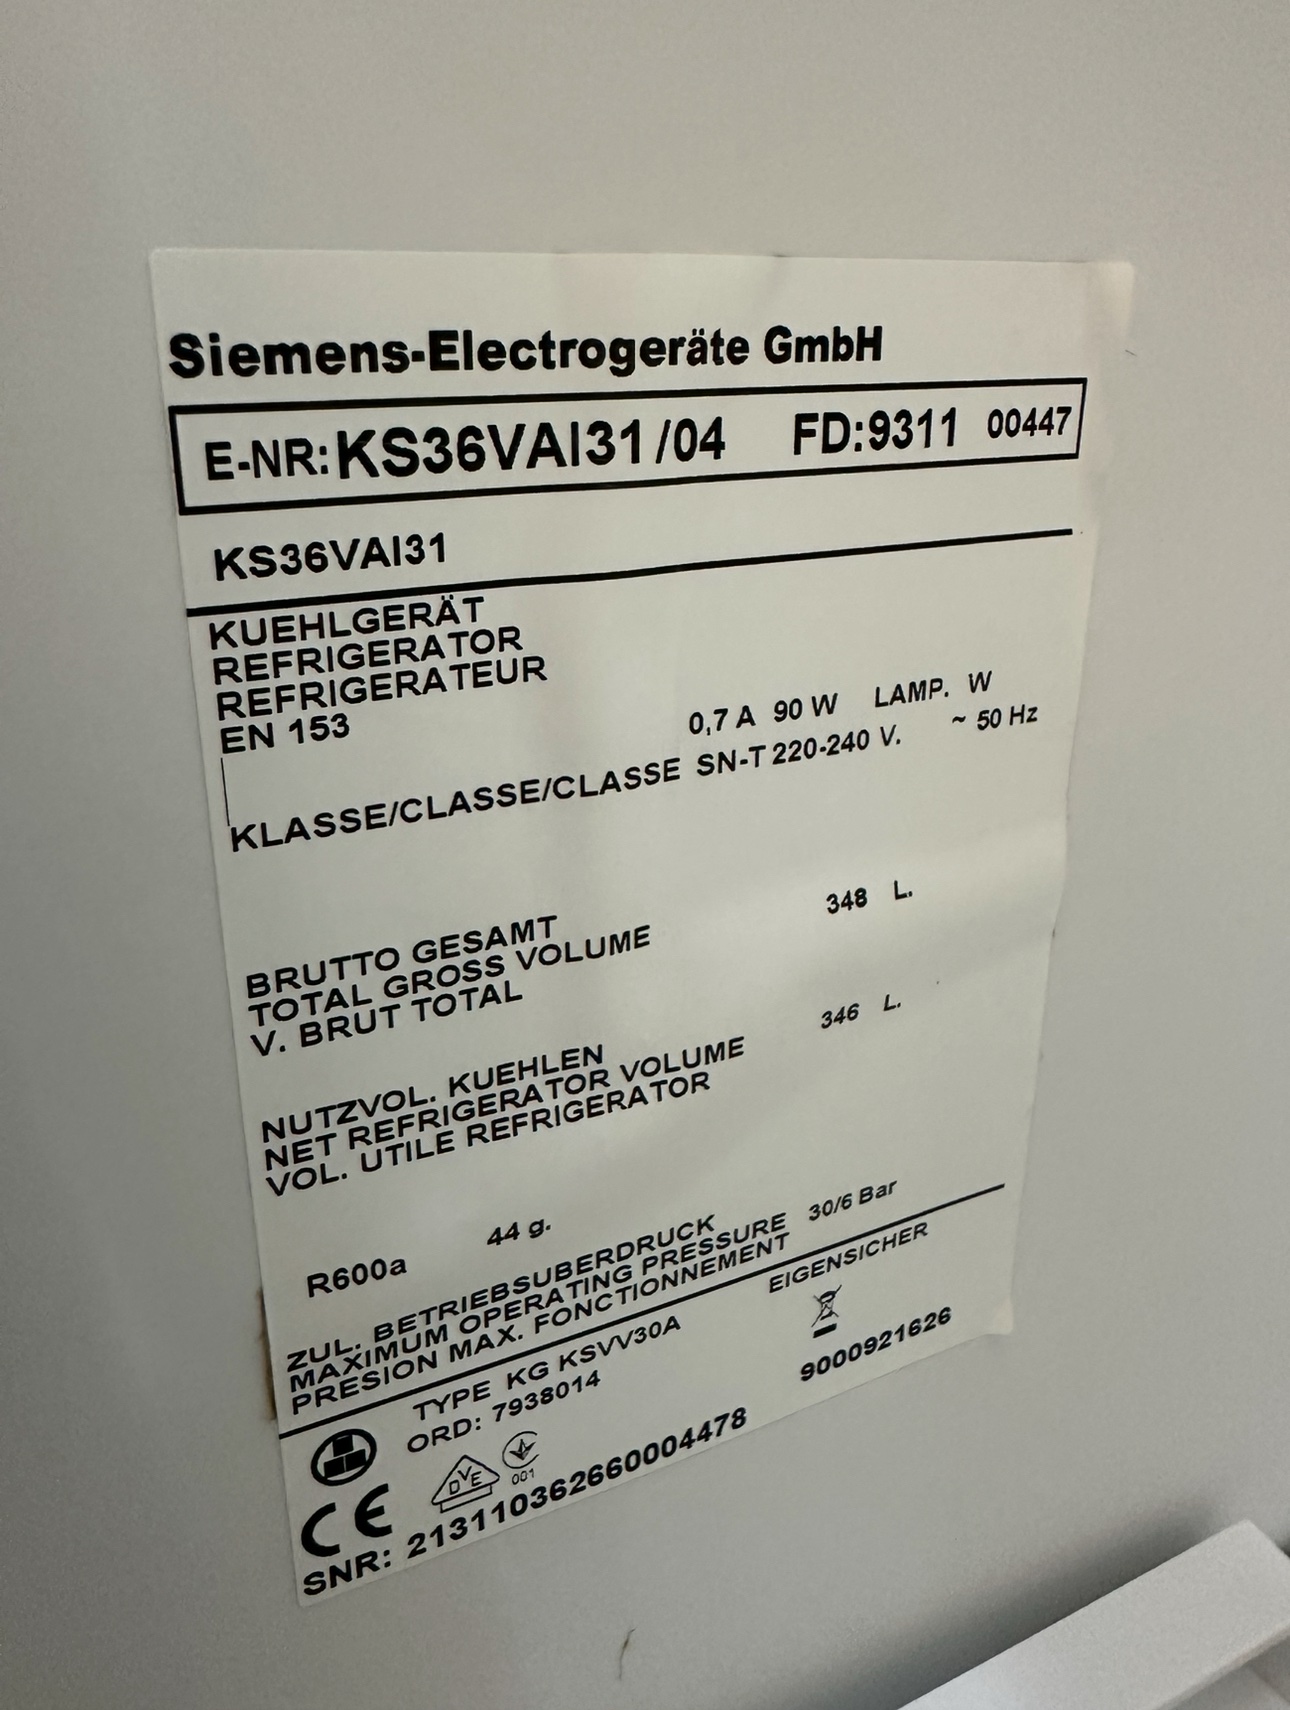 Siemens-Electrogeräte GmbH
E-NR: KS36VAI31 /04 FD:9311 00447
KS36VAI31
KUEHLGERÄT
REFRIGERATOR
REFRIGERATEUR
EN 153
0,7 A 90 W LAMP. W
KLASSE/CLASSE/CLASSE SN-T 220-240 V. ~ 50 Hz
BRUTTO GESAMT 348 L.
TOTAL GROSS VOLUME
V. BRUT TOTAL
NUTZVOL. KUEHLEN 346 L.
NET REFRIGERATOR VOLUME
VOL. UTILE REFRIGERATOR
R600a 44 g.
ZUL. BETRIEBSUBERDRUCK
MAXIMUM OPERATING PRESSURE 30/6 Bar
PRESION MAX. FONCTIONNEMENT
TYPE KG KSVV30A EIGENSICHER
ORD: 7938014 9000921626
DVE 001
CE
SNR: 213110362660004478